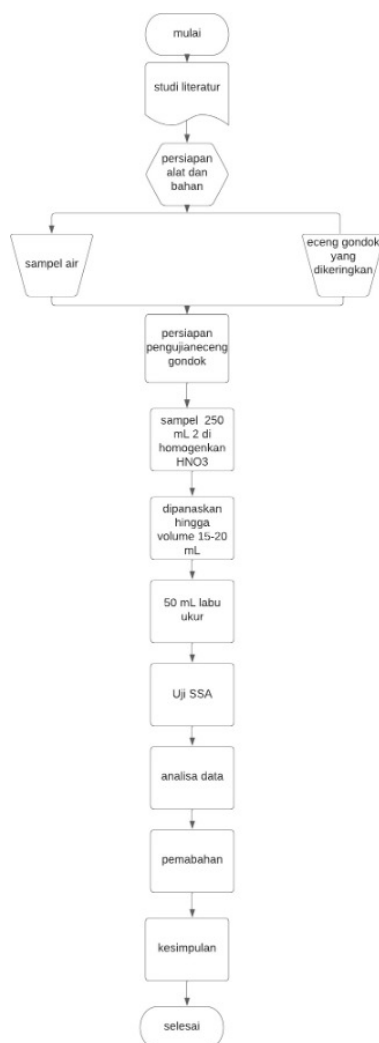 mulai
studi literatur
persiapan
alat dan
bahan
sampel air
eceng gondok
yang
dikeringkan
persiapan
pengujianeceng
gondok
sampel 250
mL 2 di
homogenkan
HNO3
dipanaskan
hingga
volume 15-20
mL
50 mL labu
ukur
Uji SSA
analisa data
pemabahan
kesimpulan
selesai